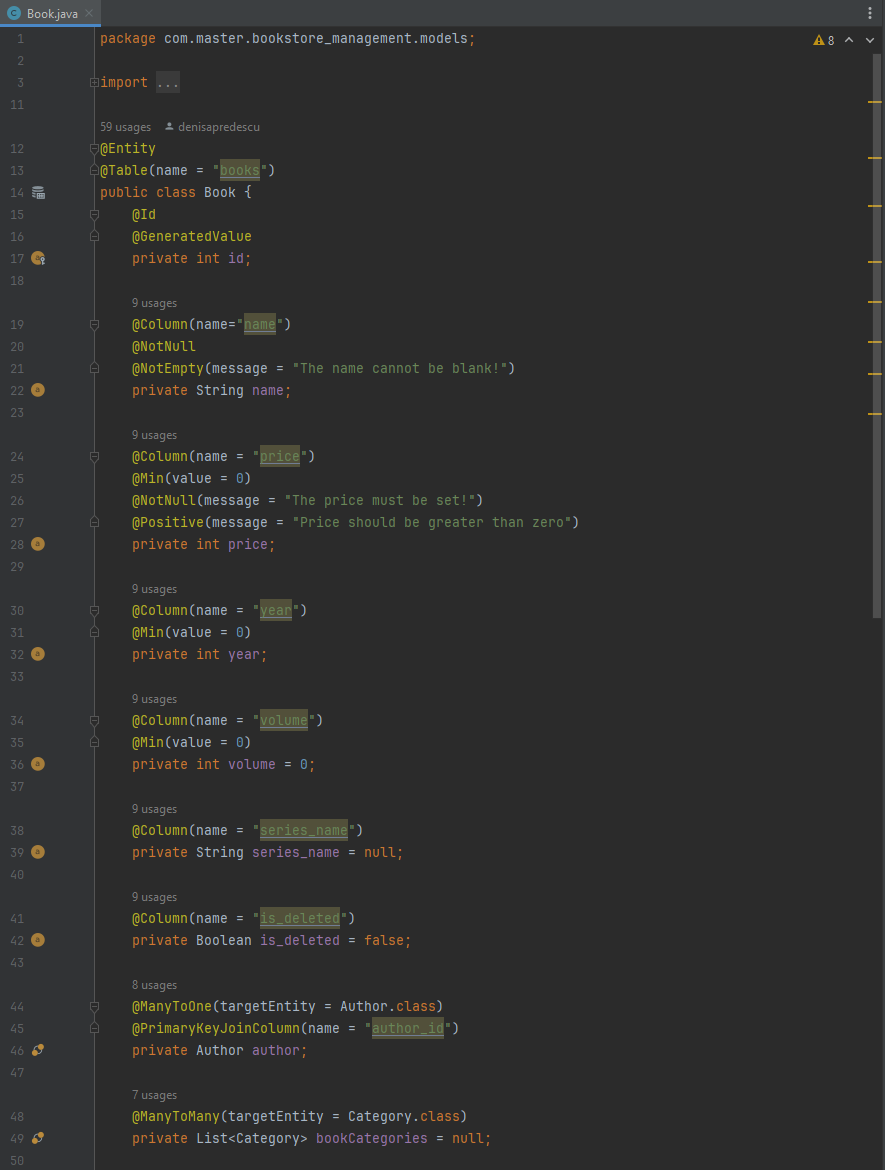 Book.java
8
1 package com.master.bookstore_management.models;
2
3 import ...
11
59 usages denisapredescu
12 @Entity
13 @Table(name = "books")
14 public class Book {
15 @Id
16 @GeneratedValue
17 private int id;
18
9 usages
19 @Column(name="name")
20 @NotNull
21 @NotEmpty(message = "The name cannot be blank!")
22 private String name;
23
9 usages
24 @Column(name = "price")
25 @Min(value = 0)
26 @NotNull(message = "The price must be set!")
27 @Positive(message = "Price should be greater than zero")
28 private int price;
29
9 usages
30 @Column(name = "year")
31 @Min(value = 0)
32 private int year;
33
9 usages
34 @Column(name = "volume")
35 @Min(value = 0)
36 private int volume = 0;
37
9 usages
38 @Column(name = "series_name")
39 private String series_name = null;
40
9 usages
41 @Column(name = "is_deleted")
42 private Boolean is_deleted = false;
43
8 usages
44 @ManyToOne(targetEntity = Author.class)
45 @PrimaryKeyJoinColumn(name = "author_id")
46 private Author author;
47
7 usages
48 @ManyToMany(targetEntity = Category.class)
49 private List<Category> bookCategories = null;
50